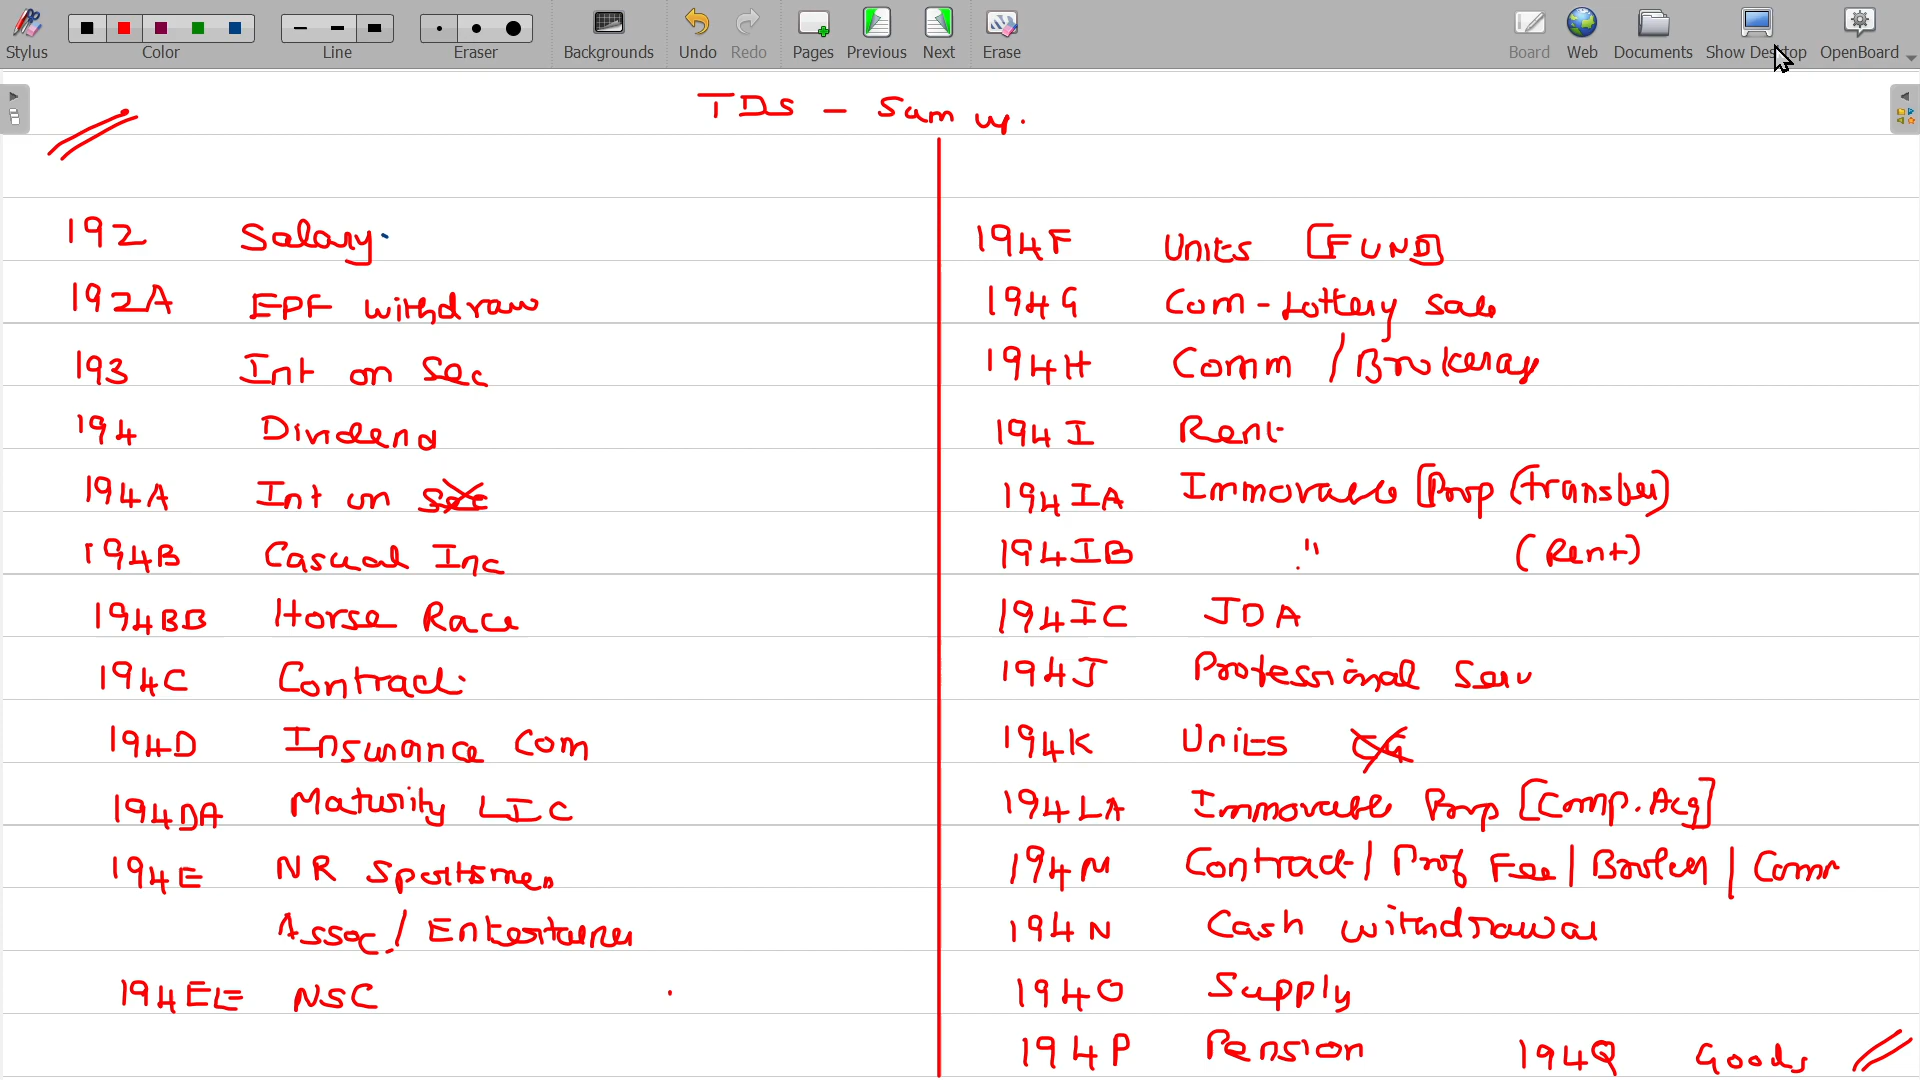 Stylus Color Line Eraser Backgrounds Undo Redo Pages Previous Next Erase Board Web Documents Show Desktop OpenBoard
TDS - Sum up.
192 Salary
192A EPF withdraw
193 Int on Sec
194 Dividend
194A Int on Sec
194B Casual Inc
194BB Horse Race
194C Contract
194D Insurance Com
194DA Maturity LIC
194E NR Sportsmen
Assoc./ Entertainer
194EE NSC
194F Units [FUND]
194G Com - Lottery sale
194H Comm / Brokerag
194I Rent
194IA Immovable [Prop (transfer)
194IB " (Rent)
194IC JDA
194J Professional Serv
194K Units CG
194LA Immovable Prop [Comp. Acq]
194M Contract / Prof Fee / Broker / Comm
194N Cash withdrawal
194O Supply
194P Pension 194Q Goods